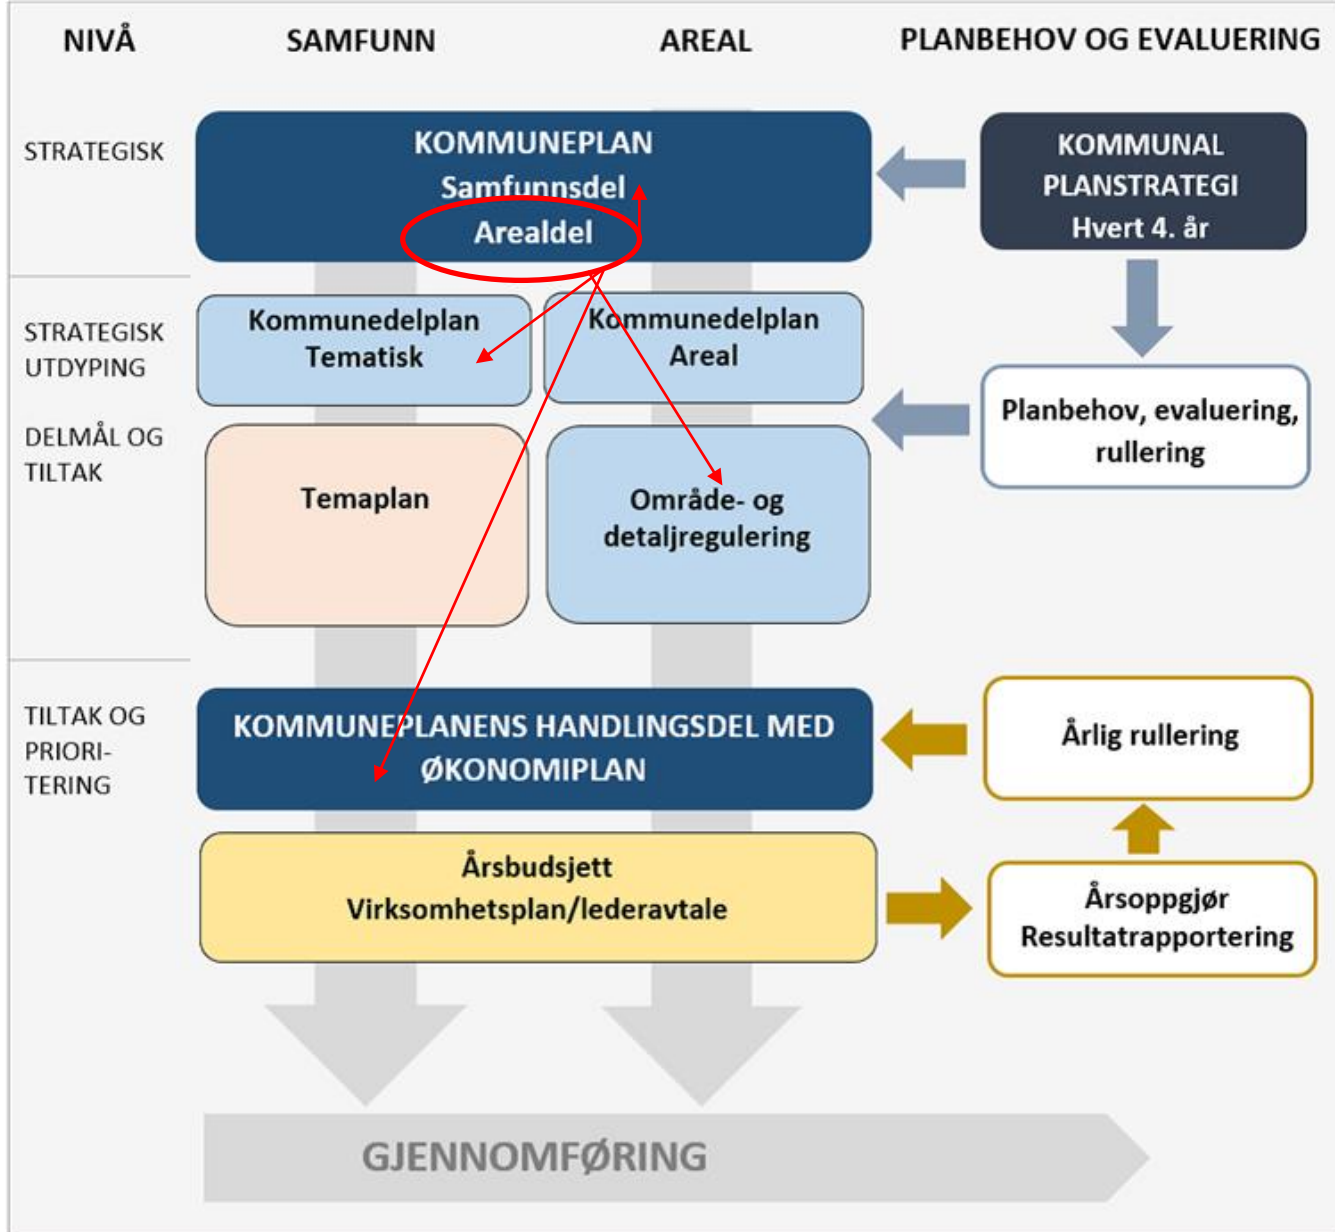 NIVÅ
SAMFUNN
AREAL
PLANBEHOV OG EVALUERING
STRATEGISK
KOMMUNEPLAN
Samfunnsdel
Arealdel
KOMMUNAL
PLANSTRATEGI
Hvert 4. år
STRATEGISK
UTDYPING
Kommunedelplan
Tematisk
Kommunedelplan
Areal
Planbehov, evaluering,
rullering
DELMÅL OG
TILTAK
Temaplan
Område- og
detaljregulering
TILTAK OG
PRIORI-
TERING
KOMMUNEPLANENS HANDLINGSDEL MED
ØKONOMIPLAN
Årlig rullering
Årsbudsjett
Virksomhetsplan/lederavtale
Årsoppgjør
Resultatrapportering
GJENNOMFØRING